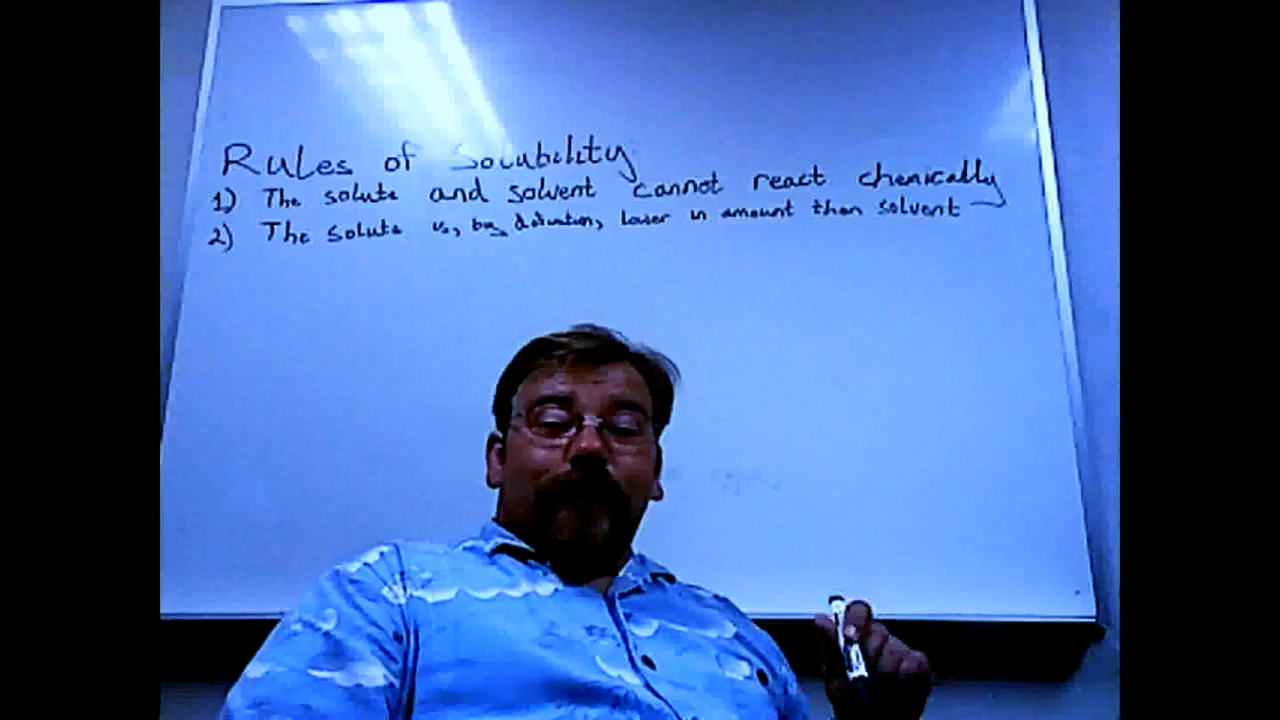 Rules of Solubility
1) The solute and solvent cannot react chemically
2) The solute is, by definition, lower in amount than solvent